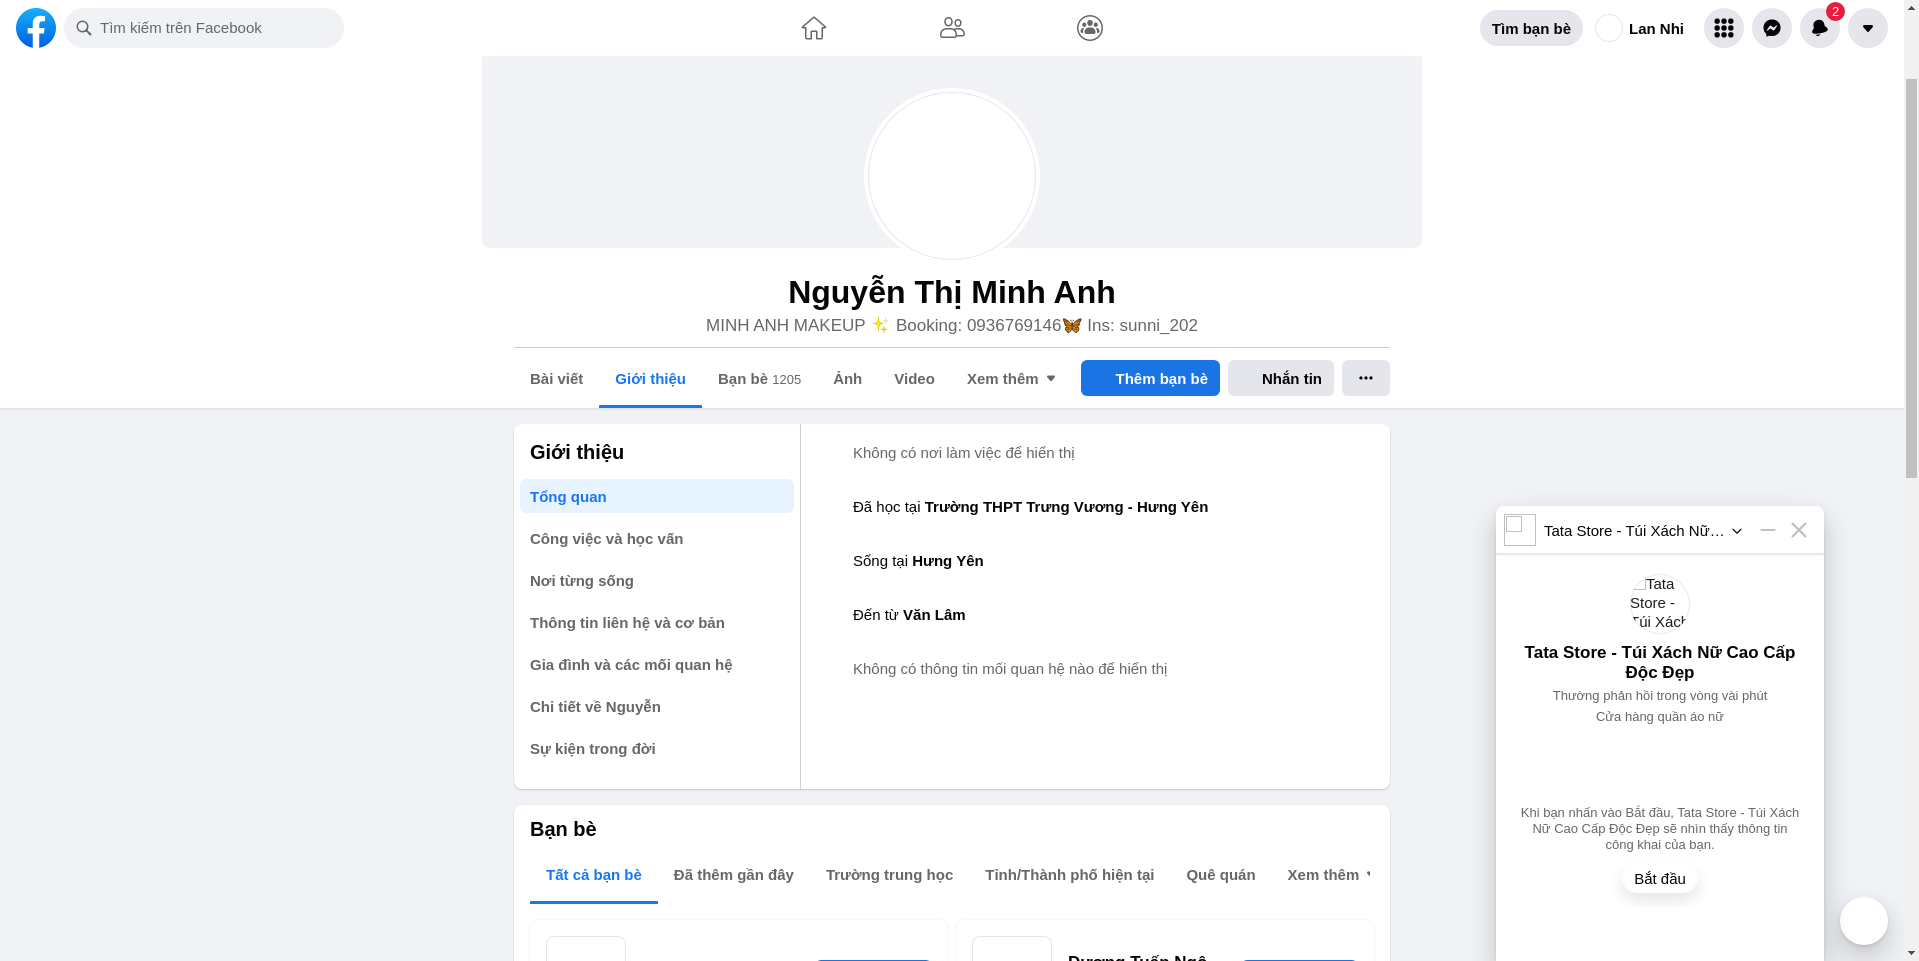 Tìm kiếm trên Facebook
Tìm bạn bè
Lan Nhi
2
Nguyễn Thị Minh Anh
MINH ANH MAKEUP ✨ Booking: 0936769146🦋 Ins: sunni_202
Bài viết
Giới thiệu
Bạn bè 1205
Ảnh
Video
Xem thêm
Thêm bạn bè
Nhắn tin
Giới thiệu
Tổng quan
Công việc và học vấn
Nơi từng sống
Thông tin liên hệ và cơ bản
Gia đình và các mối quan hệ
Chi tiết về Nguyễn
Sự kiện trong đời
Không có nơi làm việc để hiển thị
Đã học tại Trường THPT Trưng Vương - Hưng Yên
Sống tại Hưng Yên
Đến từ Văn Lâm
Không có thông tin mối quan hệ nào để hiển thị
Bạn bè
Tất cả bạn bè
Đã thêm gần đây
Trường trung học
Tỉnh/Thành phố hiện tại
Quê quán
Xem thêm
Tata Store - Túi Xách Nữ…
Tata
Store -
Túi Xách
Tata Store - Túi Xách Nữ Cao Cấp
Độc Đẹp
Thường phản hồi trong vòng vài phút
Cửa hàng quần áo nữ
Khi bạn nhấn vào Bắt đầu, Tata Store - Túi Xách
Nữ Cao Cấp Độc Đẹp sẽ nhìn thấy thông tin
công khai của bạn.
Bắt đầu